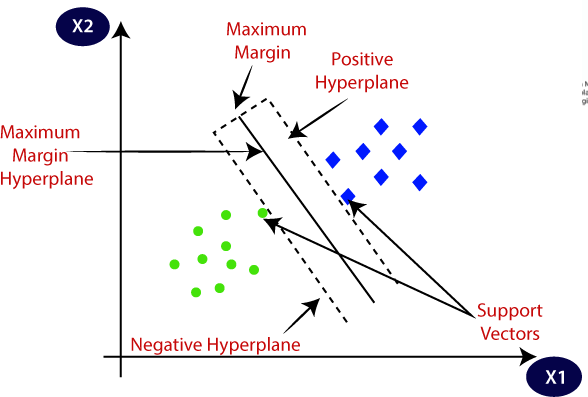 X2
Maximum
Margin
Positive
Hyperplane
Maximum
Margin
Hyperplane
Support
Vectors
Negative Hyperplane
X1